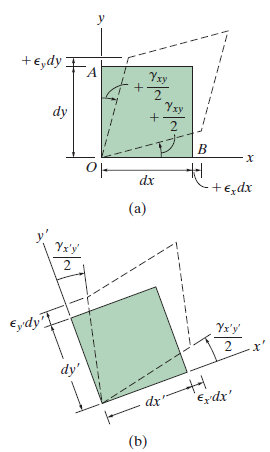 y
+ϵ_y dy
A
+ γ_xy/2
+ γ_xy/2
dy
B
x
O
dx
+ϵ_x dx
(a)
y′
γ_x′y′/2
ϵ_y′ dy′
γ_x′y′/2
x′
dy′
dx′
ϵ_x′ dx′
(b)